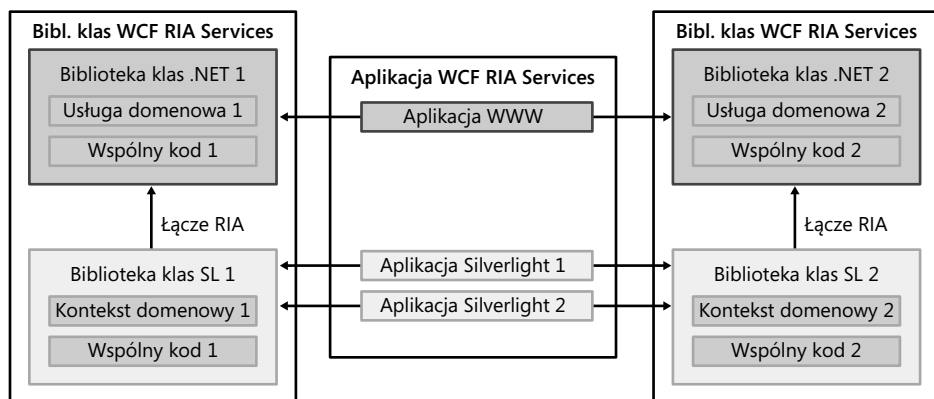 Bibl. klas WCF RIA Services
Biblioteka klas .NET 1
Usługa domenowa 1
Wspólny kod 1
Łącze RIA
Biblioteka klas SL 1
Kontekst domenowy 1
Wspólny kod 1
Aplikacja WCF RIA Services
Aplikacja WWW
Aplikacja Silverlight 1
Aplikacja Silverlight 2
Bibl. klas WCF RIA Services
Biblioteka klas .NET 2
Usługa domenowa 2
Wspólny kod 2
Łącze RIA
Biblioteka klas SL 2
Kontekst domenowy 2
Wspólny kod 2